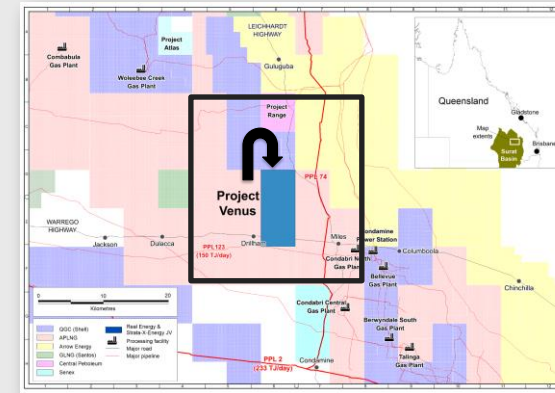 LEICHHARDT
HIGHWAY
Guluguba
Project
Atlas
Combabula
Gas Plant
Woleebee Creek
Gas Plant
Queensland
Gladstone
Map
extents
Brisbane
Surat
Basin
Project
Range
PPL 74
Project
Venus
WARREGO
HIGHWAY
Jackson
Dulacca
Drillham
PPL123
(150 TJ/day)
Miles
Condamine
Power Station
Columboola
Condabri North
Gas Plant
Bellevue
Gas Plant
Chinchilla
Condabri Central
Gas Plant
Berwyndale South
Gas Plant
Talinga
Gas Plant
PPL 2
(233 TJ/day)
Condamine
0 10 20
Kilometres
QGC (Shell)
APLNG
Arrow Energy
GLNG (Santos)
Central Petroleum
Senex
Real Energy &
Strata-X-Energy JV
Processing facility
Major road
Major pipeline